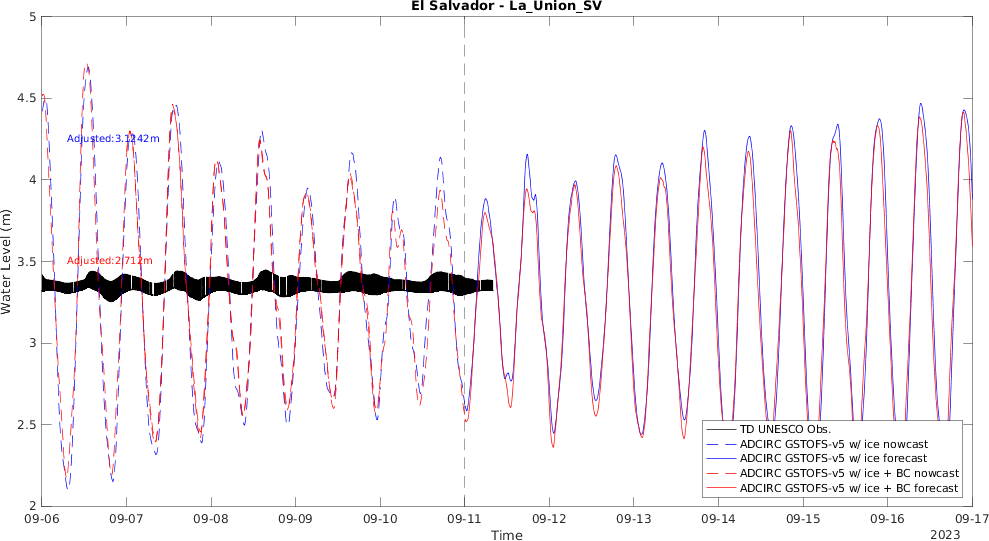 El Salvador - La_Union_SV
5
4.5
4
3.5
3
2.5
2
Water Level (m)
Adjusted:3.1242m
Adjusted:2.712m
TD UNESCO Obs.
ADCIRC GSTOFS-v5 w/ ice nowcast
ADCIRC GSTOFS-v5 w/ ice forecast
ADCIRC GSTOFS-v5 w/ ice + BC nowcast
ADCIRC GSTOFS-v5 w/ ice + BC forecast
09-06 09-07 09-08 09-09 09-10 09-11 09-12 09-13 09-14 09-15 09-16 09-17
Time
2023